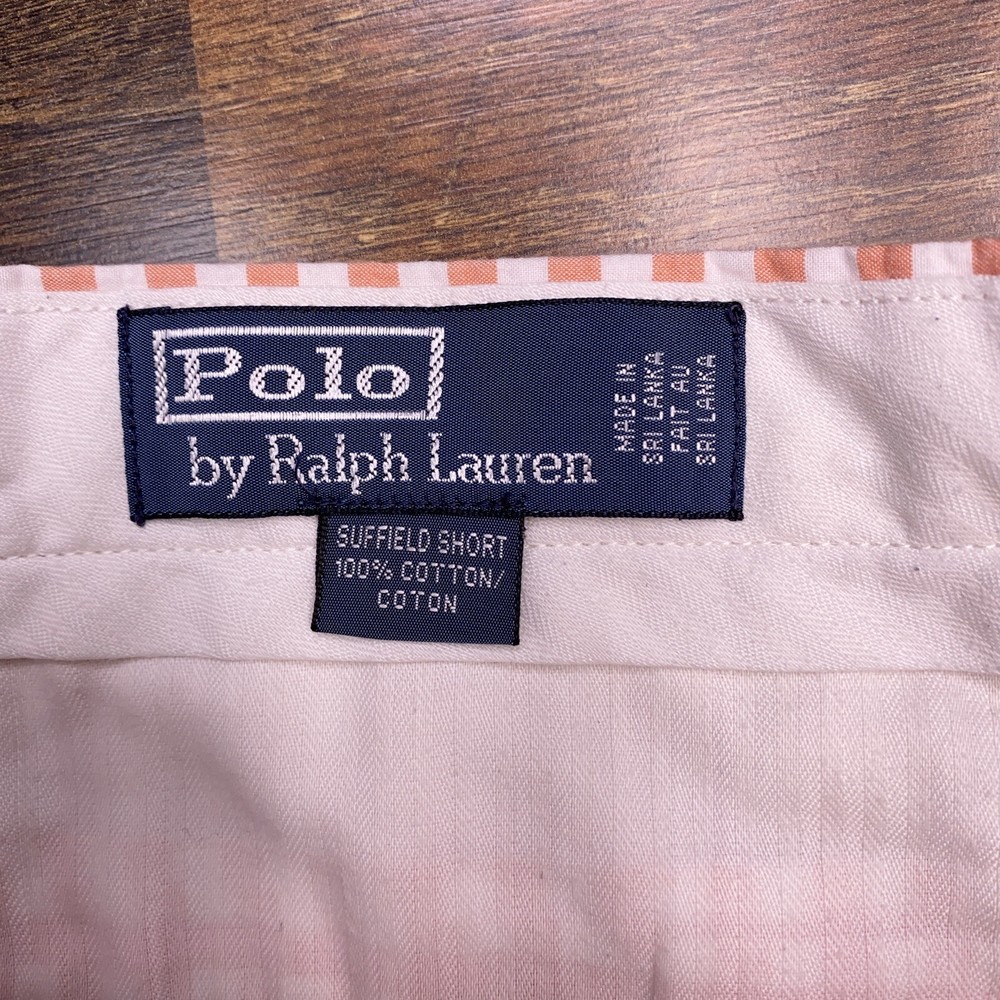 Polo
by Ralph Lauren
MADE IN
SRI LANKA
FAIT AU
SRI LANKA
SUFFIELD SHORT
100% COTTON/
COTON